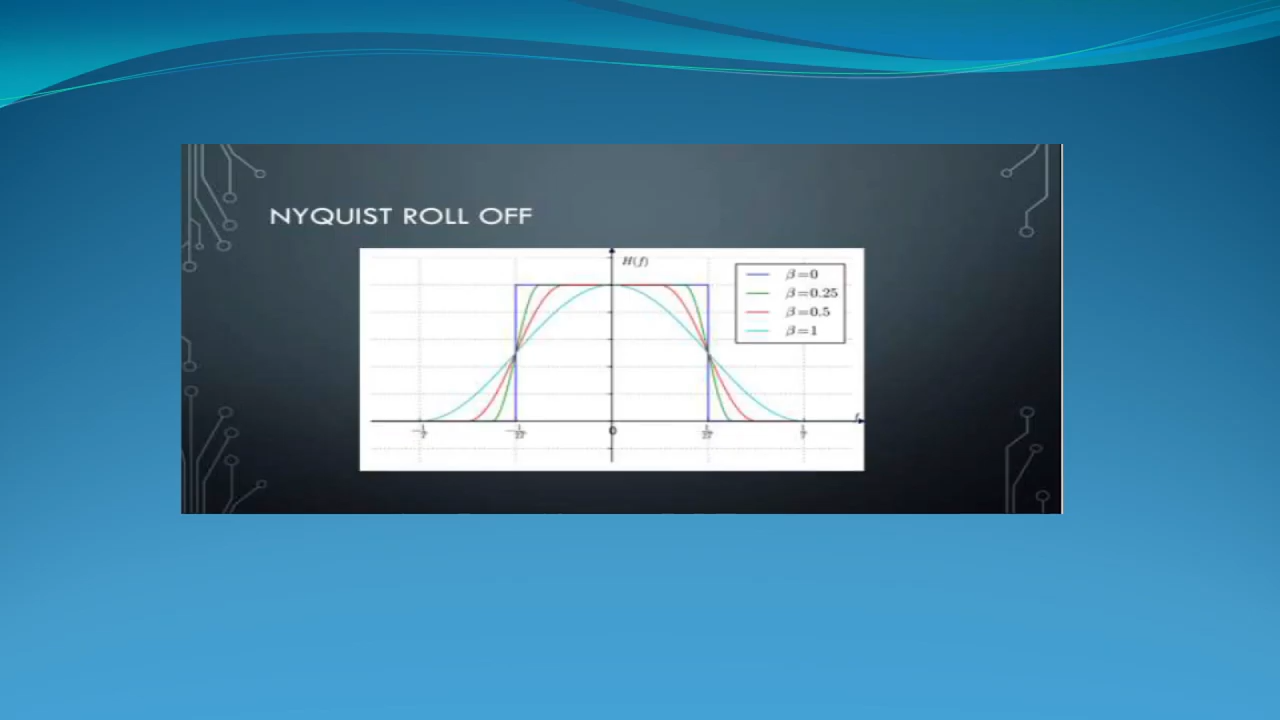 NYQUIST ROLL OFF
H(f)
β=0
β=0.25
β=0.5
β=1
f
0